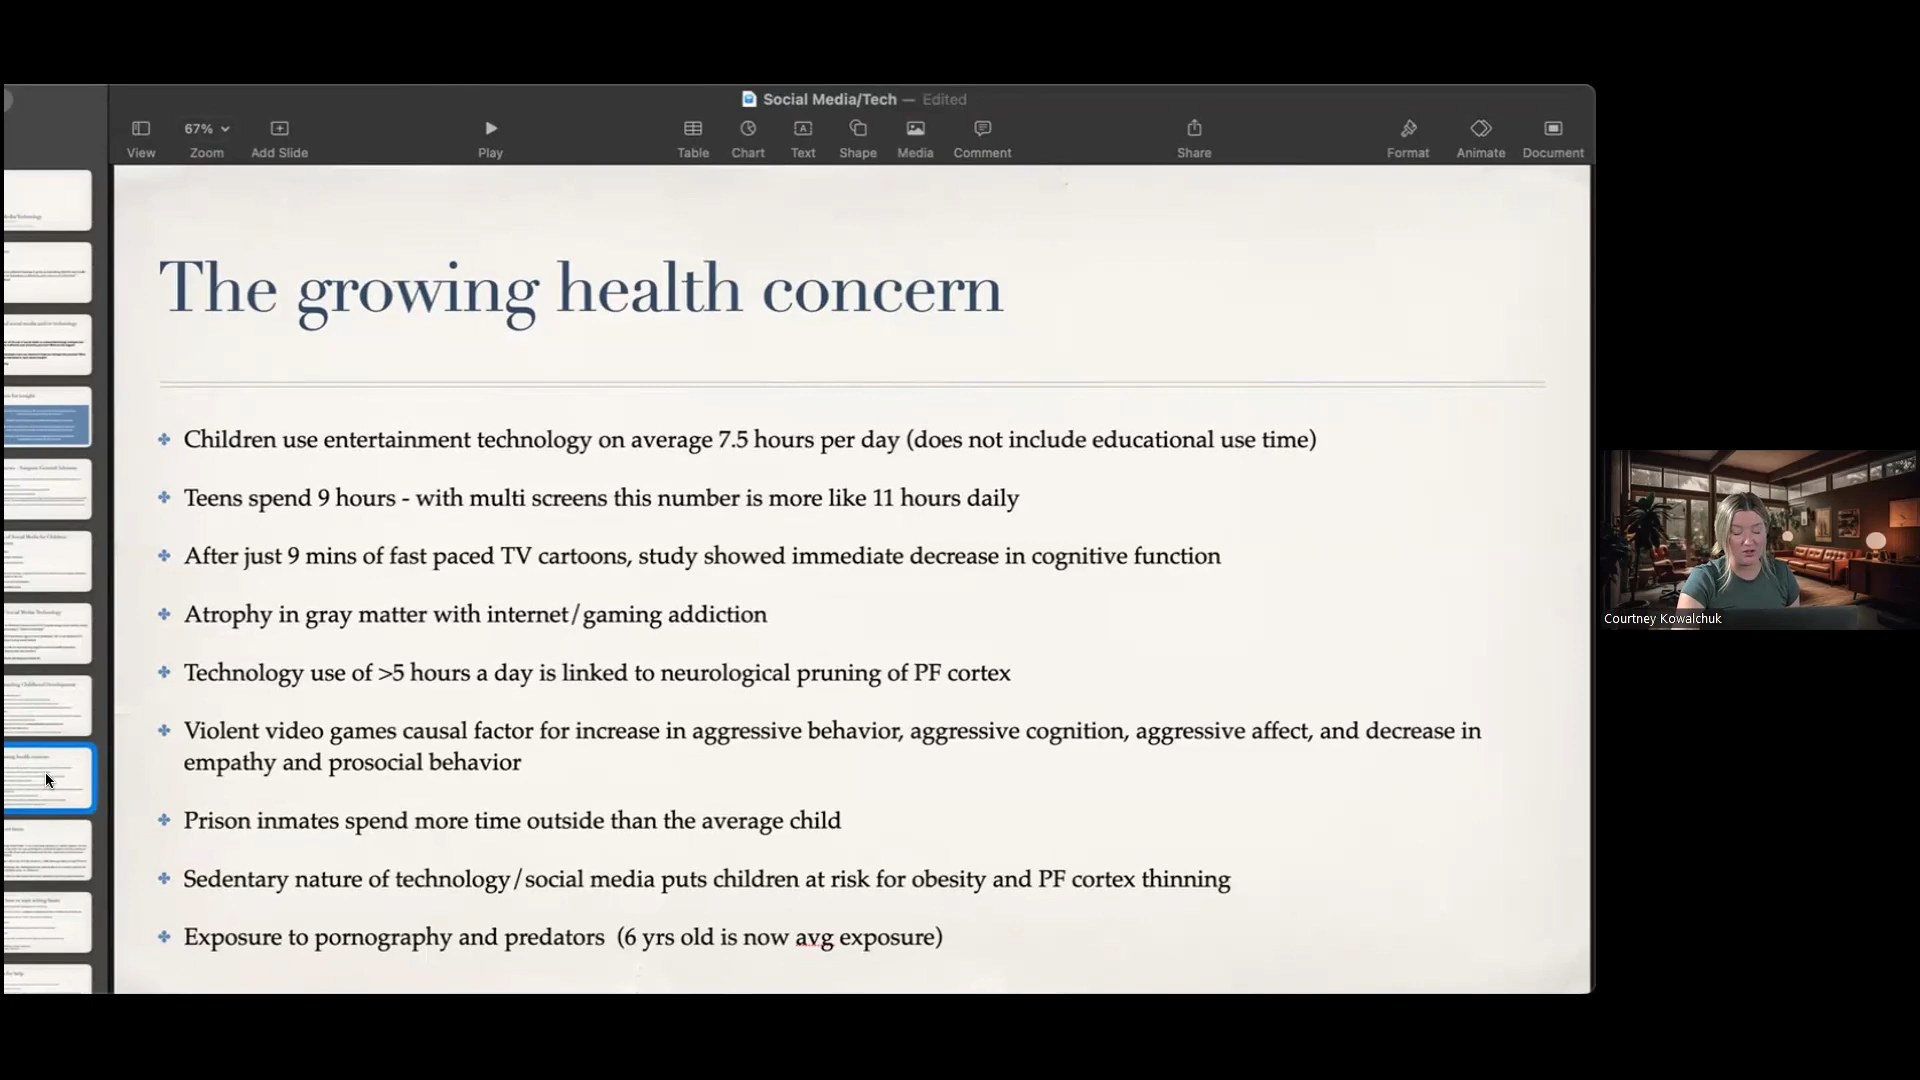 Social Media/Tech — Edited
67%
View Zoom Add Slide Play Table Chart Text Shape Media Comment Share Format Animate Document
The growing health concern
Children use entertainment technology on average 7.5 hours per day (does not include educational use time)
Teens spend 9 hours - with multi screens this number is more like 11 hours daily
After just 9 mins of fast paced TV cartoons, study showed immediate decrease in cognitive function
Atrophy in gray matter with internet/gaming addiction
Technology use of >5 hours a day is linked to neurological pruning of PF cortex
Violent video games causal factor for increase in aggressive behavior, aggressive cognition, aggressive affect, and decrease in
empathy and prosocial behavior
Prison inmates spend more time outside than the average child
Sedentary nature of technology/social media puts children at risk for obesity and PF cortex thinning
Exposure to pornography and predators (6 yrs old is now avg exposure)
Courtney Kowalchuk